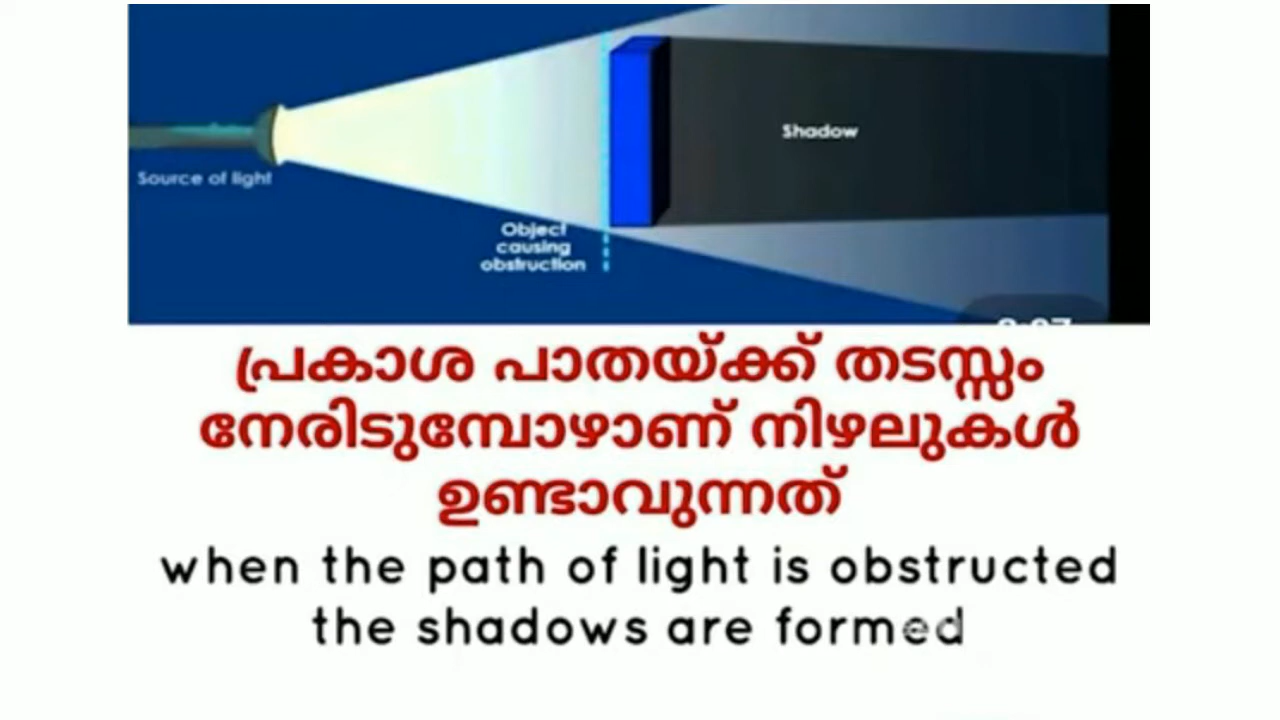 Source of light
Object
causing
obstruction
Shadow
പ്രകാശ പാതയ്ക്ക് തടസ്സം
നേരിടുമ്പോഴാണ് നിഴലുകൾ
ഉണ്ടാവുന്നത്
when the path of light is obstructed
the shadows are formed